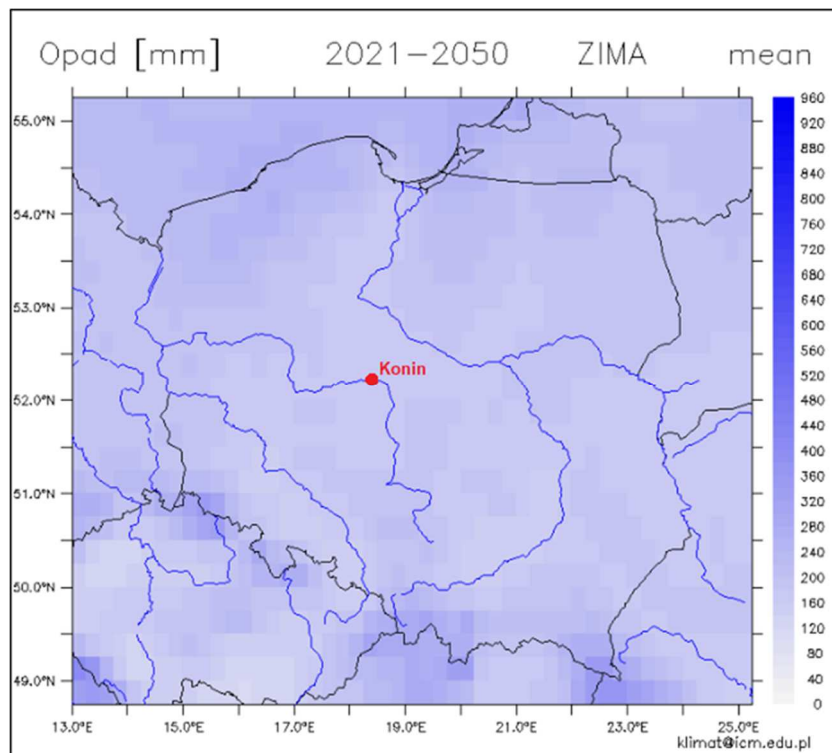 Opad [mm] 2021-2050 ZIMA mean
55.0°N
54.0°N
53.0°N
52.0°N
51.0°N
50.0°N
49.0°N
Konin
960
920
880
840
800
760
720
680
640
600
560
520
480
440
400
360
320
280
240
200
160
120
80
40
0
13.0°E 15.0°E 17.0°E 19.0°E 21.0°E 23.0°E 25.0°E
klimat@icm.edu.pl